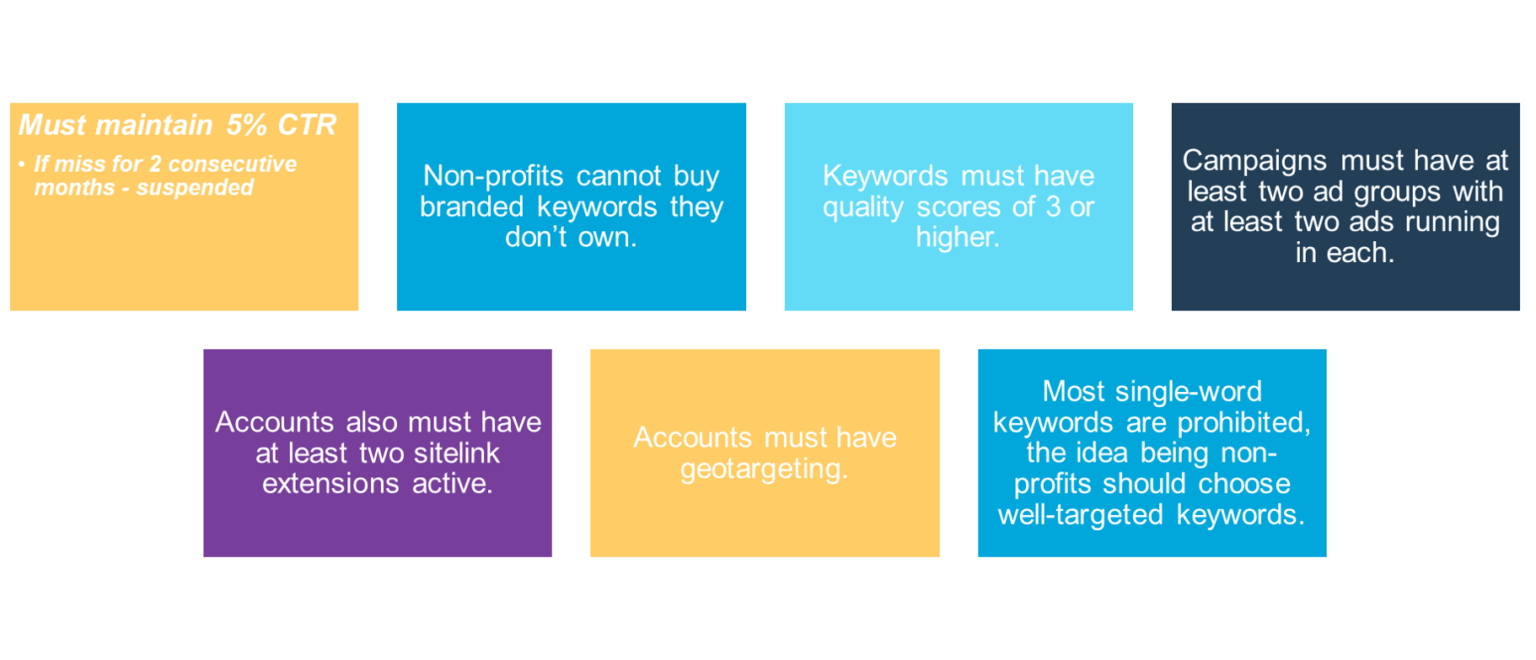 Must maintain 5% CTR
• If miss for 2 consecutive
months - suspended
Non-profits cannot buy
branded keywords they
don’t own.
Keywords must have
quality scores of 3 or
higher.
Campaigns must have at
least two ad groups with
at least two ads running
in each.
Accounts also must have
at least two sitelink
extensions active.
Accounts must have
geotargeting.
Most single-word
keywords are prohibited,
the idea being non-
profits should choose
well-targeted keywords.